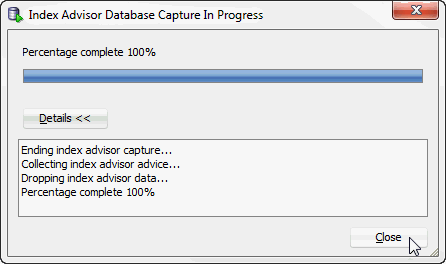 Index Advisor Database Capture In Progress
Percentage complete 100%
Details <<
Ending index advisor capture...
Collecting index advisor advice...
Dropping index advisor data...
Percentage complete 100%
Close